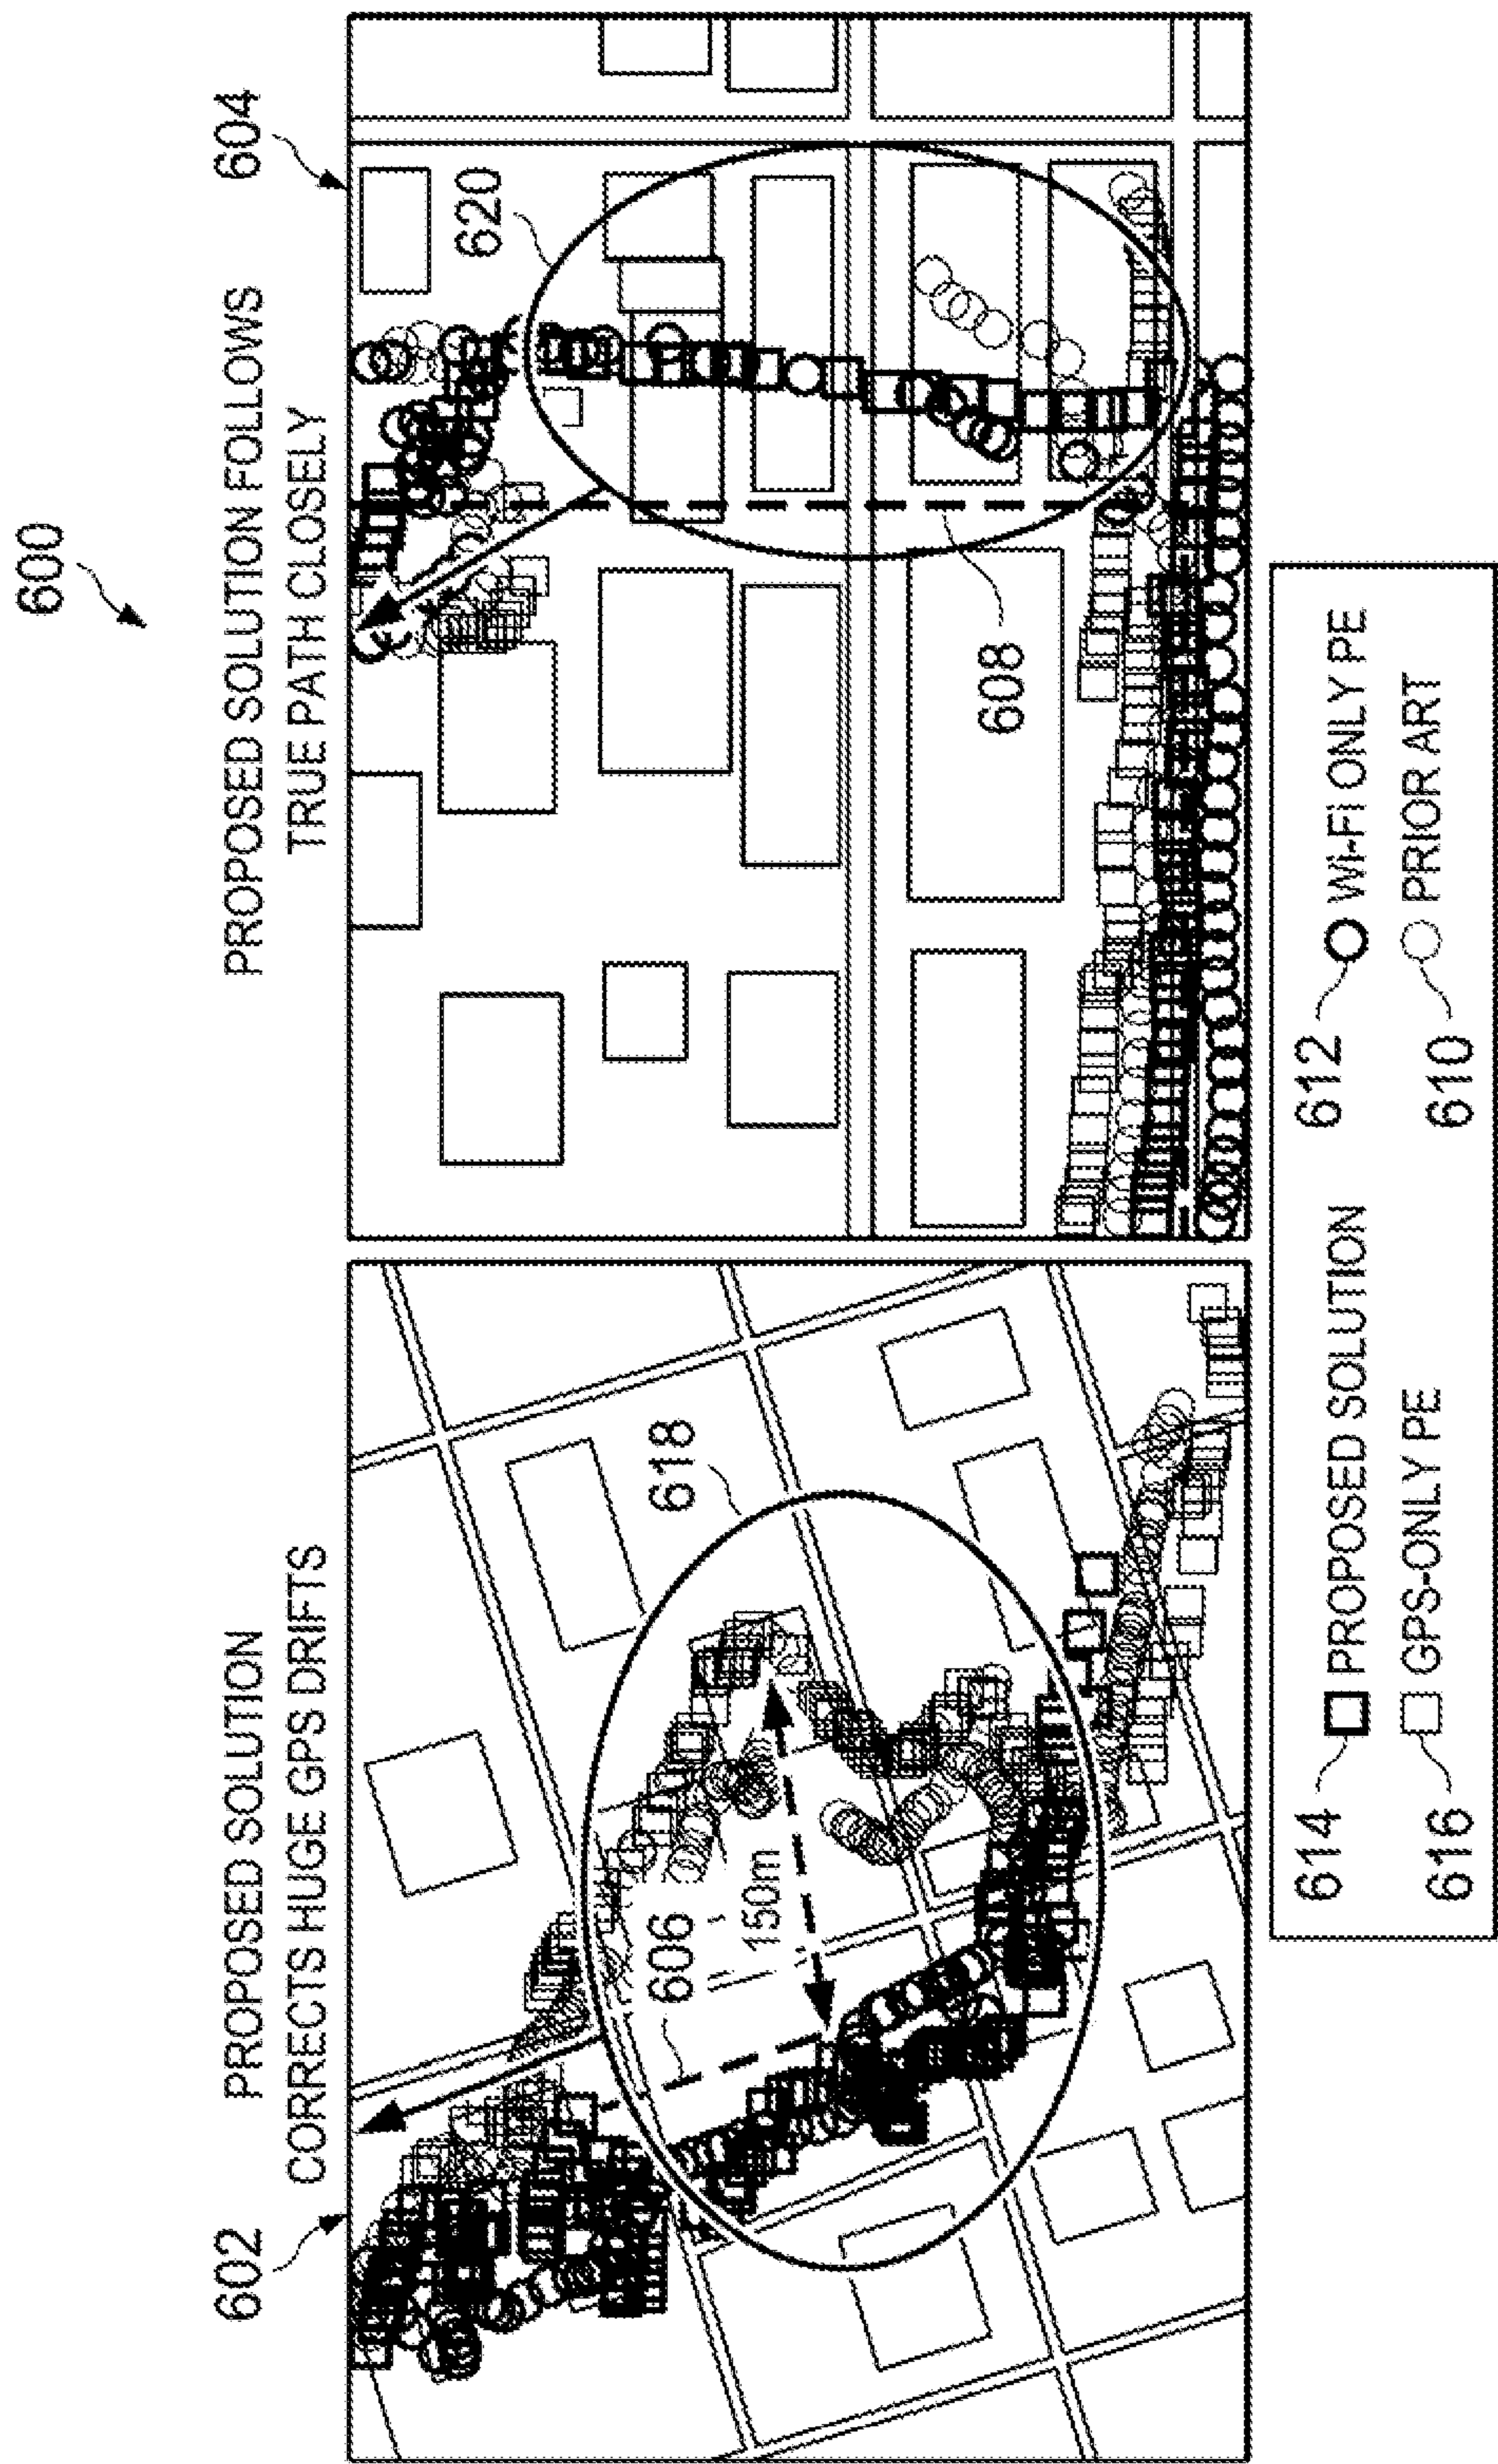 600
602
PROPOSED SOLUTION
CORRECTS HUGE GPS DRIFTS
PROPOSED SOLUTION FOLLOWS
TRUE PATH CLOSELY
604
618
606
150m
620
608
614 PROPOSED SOLUTION
612 Wi-Fi ONLY PE
616 GPS-ONLY PE
610 PRIOR ART